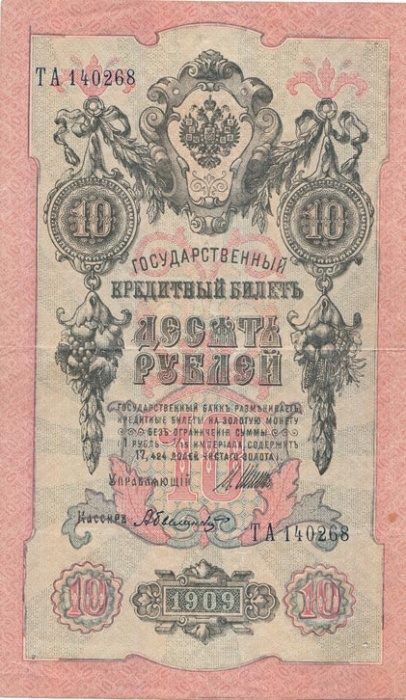 ТА 140268
10 10
ГОСУДАРСТВЕННЫЙ
КРЕДИТНЫЙ БИЛЕТЪ
ДЕСЯТЬ
РУБЛЕЙ
ГОСУДАРСТВЕННЫЙ БАНКЪ РАЗМѢНИВАЕТЪ
КРЕДИТНЫЕ БИЛЕТЫ НА ЗОЛОТУЮ МОНЕТУ
БЕЗЪ ОГРАНИЧЕНІЯ СУММЫ
(1 РУБЛЬ = 1/15 ИМПЕРІАЛА, СОДЕРЖИТЪ
17,424 ДОЛЕЙ ЧИСТАГО ЗОЛОТА)
10
Управляющій
Кассиръ
ТА 140268
10 1909 10